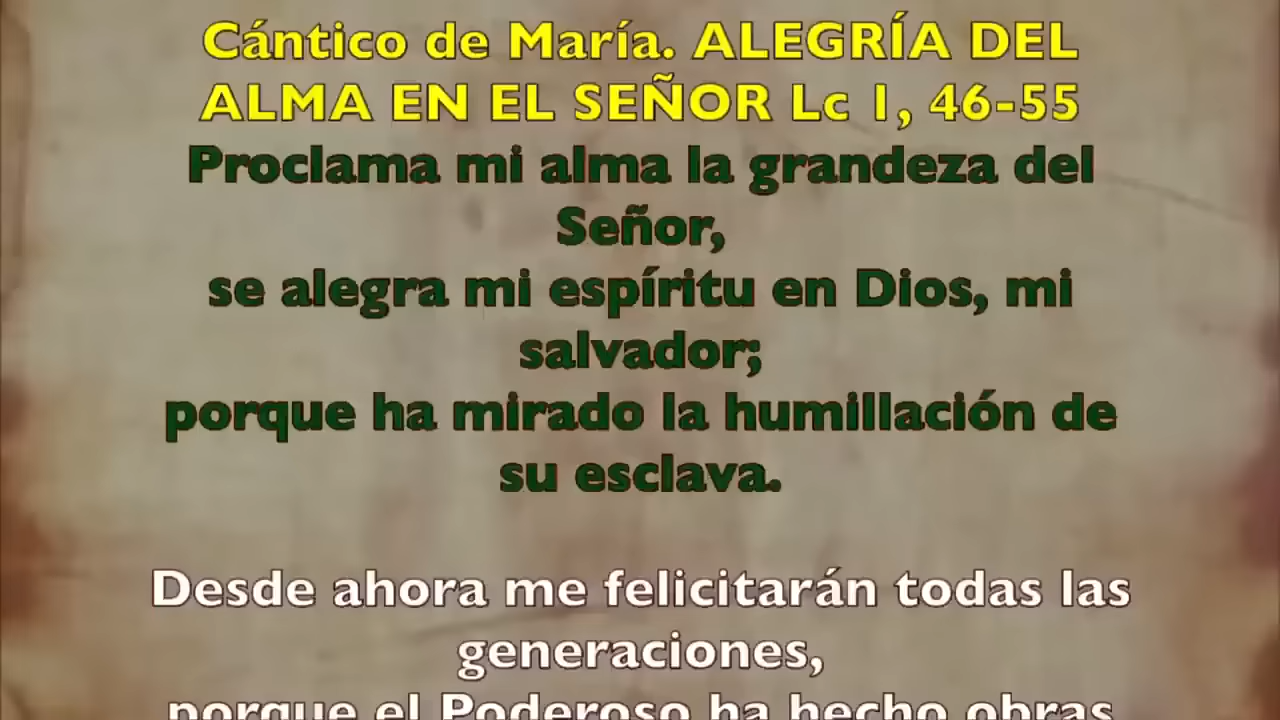 Cántico de María. ALEGRÍA DEL
ALMA EN EL SEÑOR Lc 1, 46-55
Proclama mi alma la grandeza del
Señor,
se alegra mi espíritu en Dios, mi
salvador;
porque ha mirado la humillación de
su esclava.
Desde ahora me felicitarán todas las
generaciones,
porque el Poderoso ha hecho obras